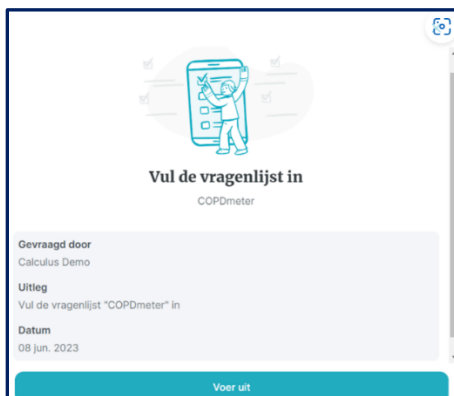 Vul de vragenlijst in
COPDmeter
Gevraagd door
Calculus Demo
Uitleg
Vul de vragenlijst "COPDmeter" in
Datum
08 jun. 2023
Voer uit